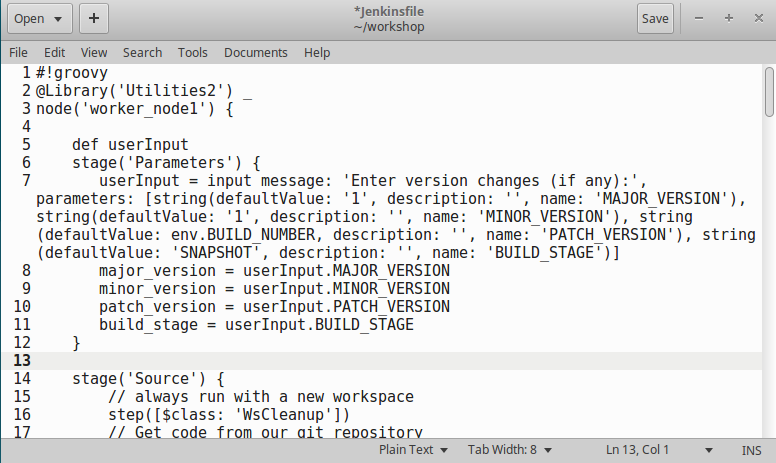 Open
+
*Jenkinsfile
~/workshop
Save
File Edit View Search Tools Documents Help
1 #!groovy
2 @Library('Utilities2') _
3 node('worker_node1') {
4
5     def userInput
6     stage('Parameters') {
7        userInput = input message: 'Enter version changes (if any):',
parameters: [string(defaultValue: '1', description: '', name: 'MAJOR_VERSION'),
string(defaultValue: '1', description: '', name: 'MINOR_VERSION'), string
(defaultValue: env.BUILD_NUMBER, description: '', name: 'PATCH_VERSION'), string
(defaultValue: 'SNAPSHOT', description: '', name: 'BUILD_STAGE')]
8        major_version = userInput.MAJOR_VERSION
9        minor_version = userInput.MINOR_VERSION
10        patch_version = userInput.PATCH_VERSION
11        build_stage = userInput.BUILD_STAGE
12     }
13
14     stage('Source') {
15         // always run with a new workspace
16         step([$class: 'WsCleanup'])
17         // Get code from our git repository
Plain Text Tab Width: 8 Ln 13, Col 1 INS